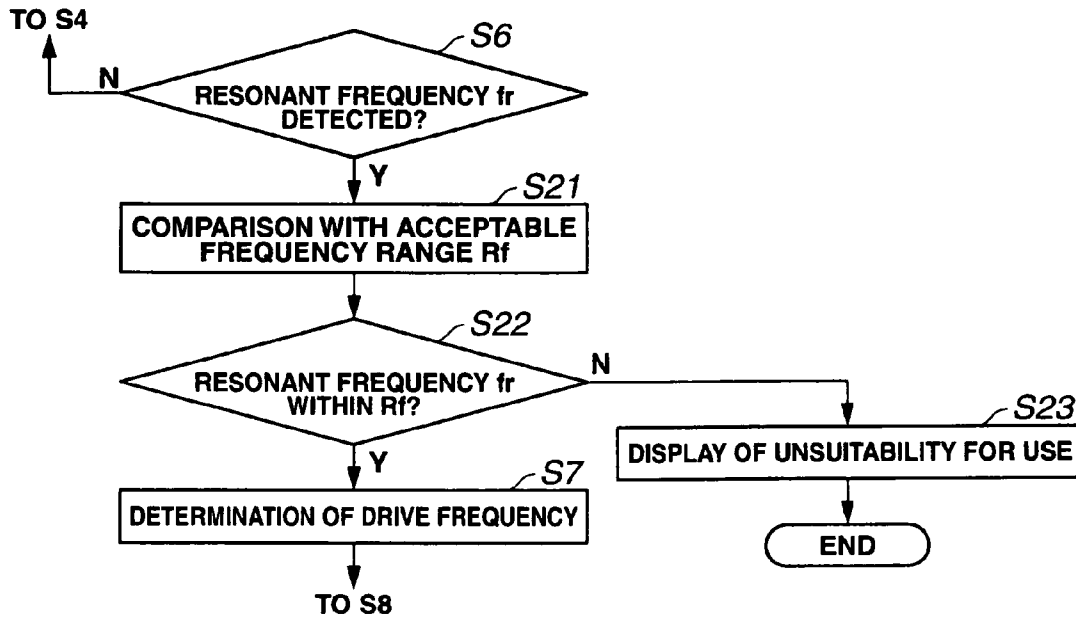 TO S4
S6
N
RESONANT FREQUENCY fr
DETECTED?
Y
S21
COMPARISON WITH ACCEPTABLE
FREQUENCY RANGE Rf
S22
N
RESONANT FREQUENCY fr
WITHIN Rf?
S23
DISPLAY OF UNSUITABILITY FOR USE
Y
S7
DETERMINATION OF DRIVE FREQUENCY
END
TO S8